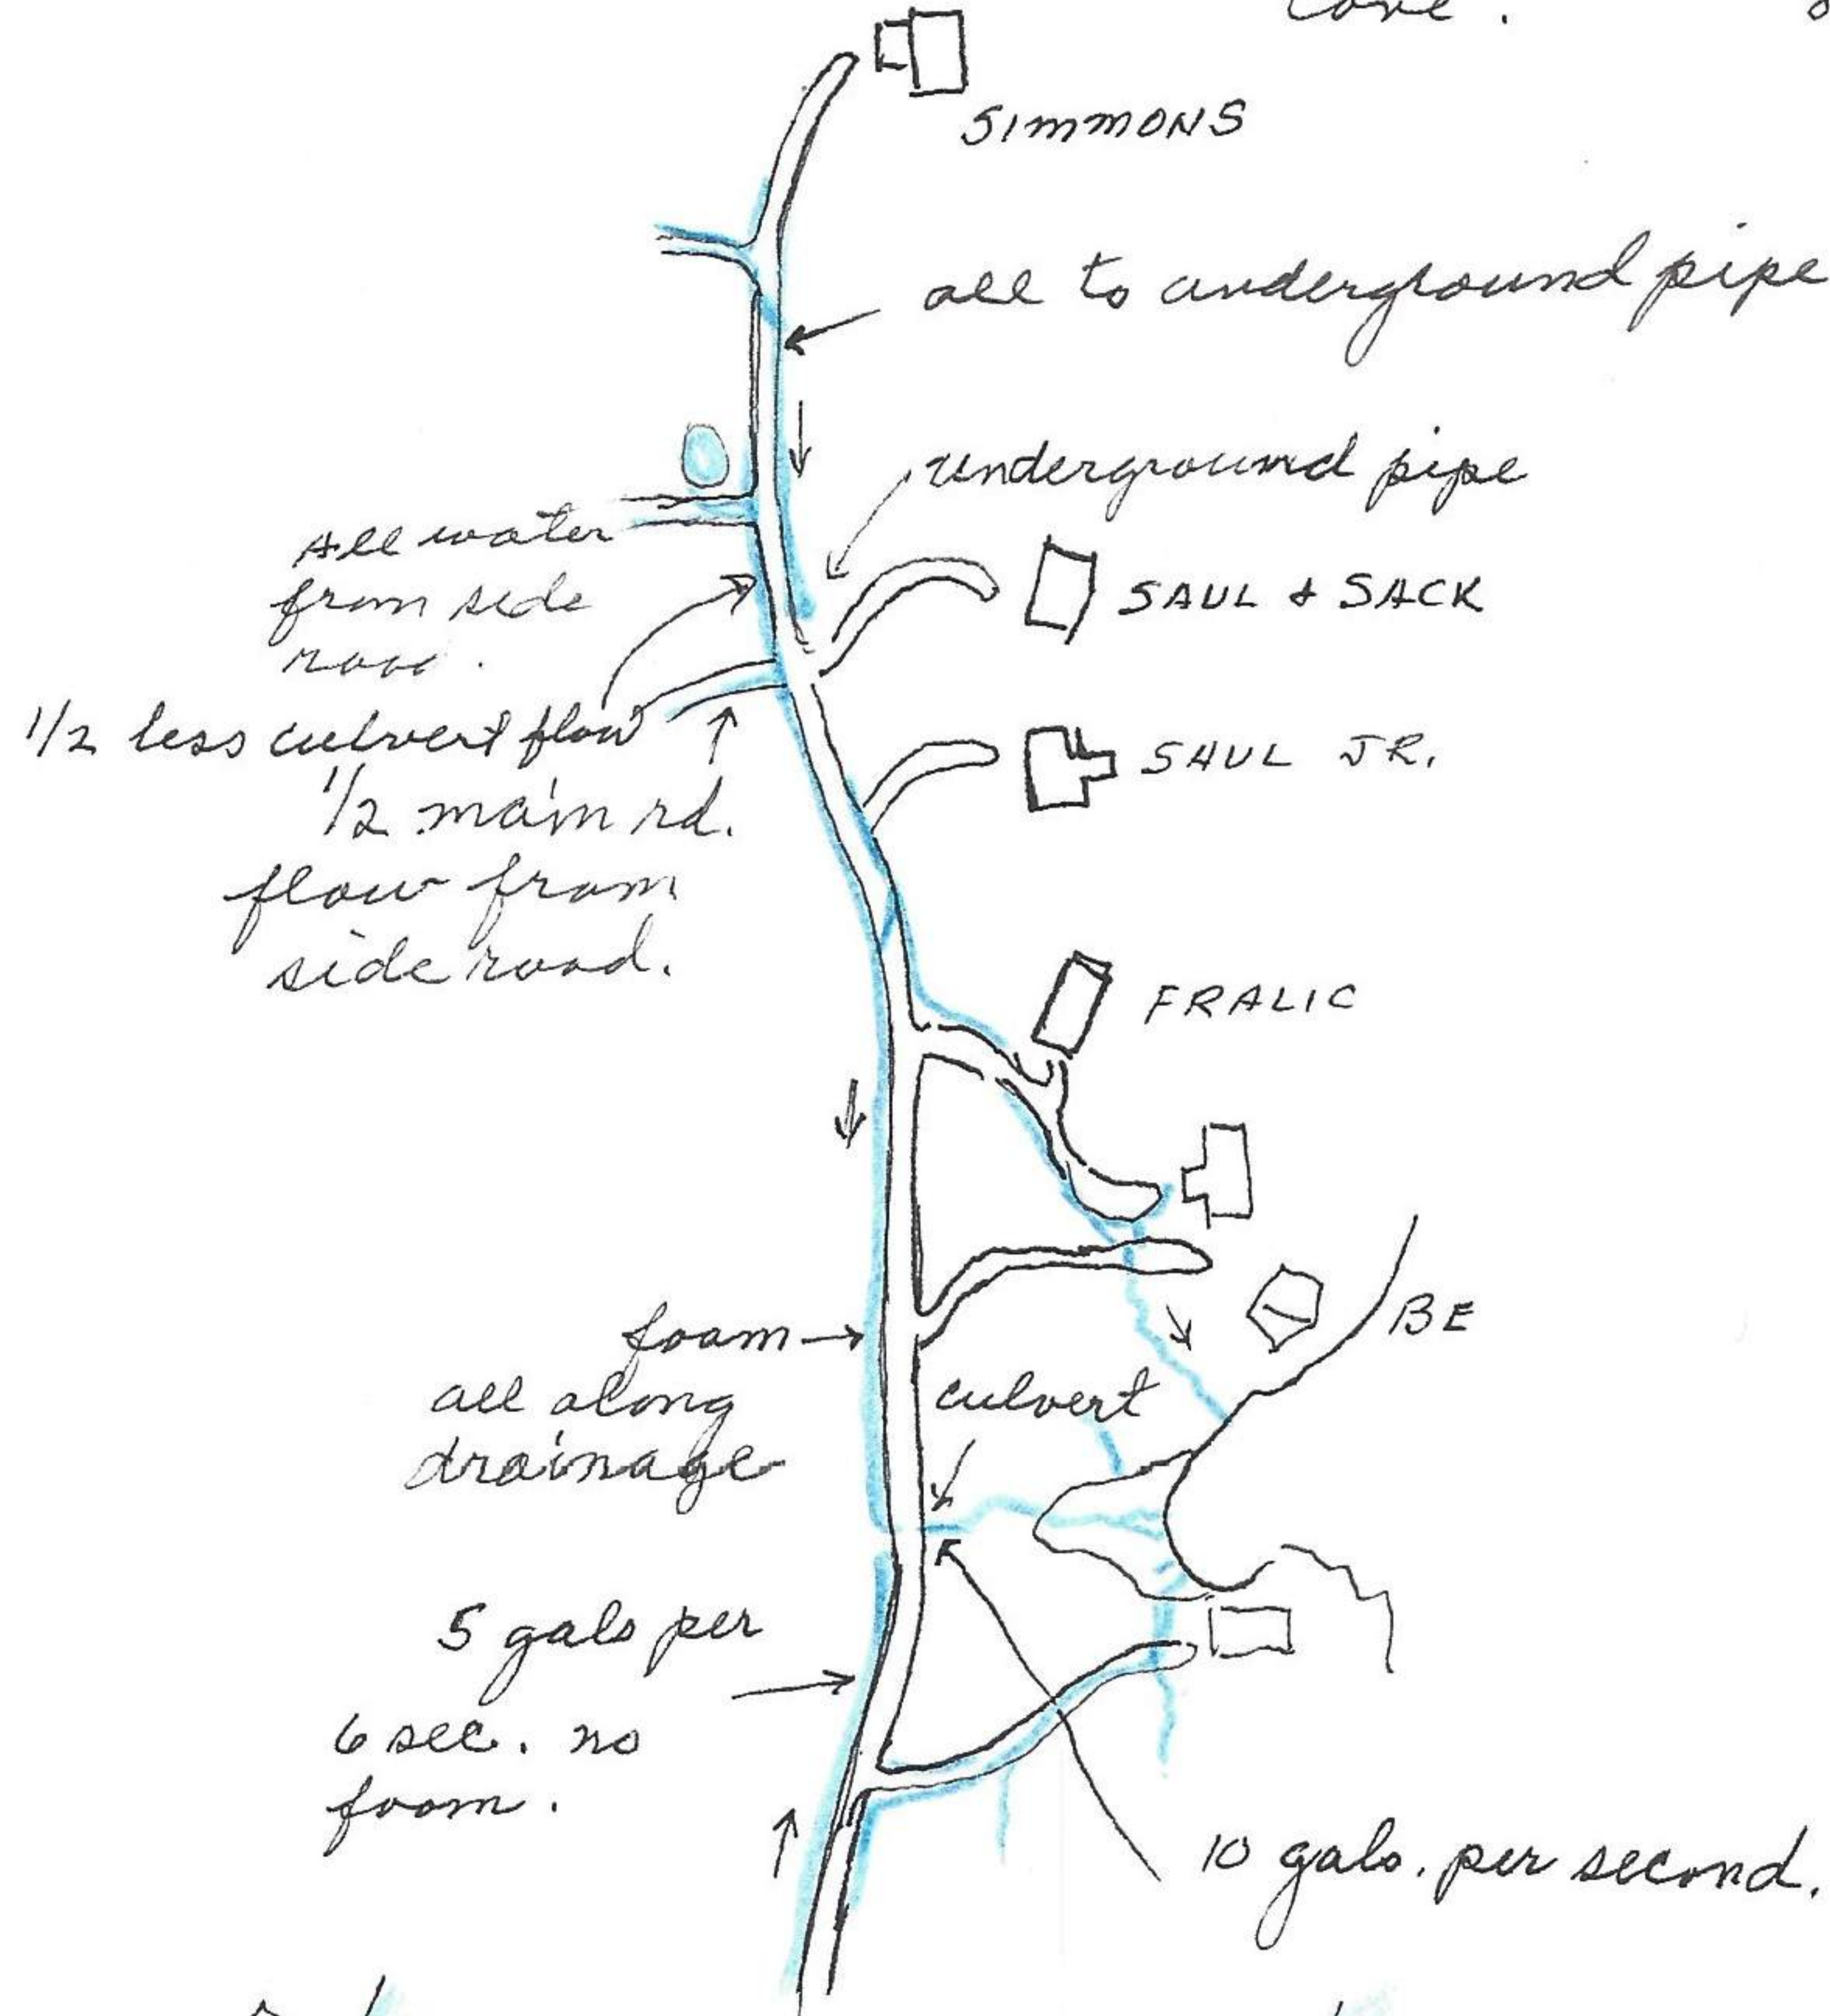 Cove.
SIMMONS
all to underground pipe
underground pipe
All water
from side
road.
SAUL & SACK
1/2 less culvert flow
1/2 main rd.
flow from
side road.
SAUL JR.
FRALIC
BE
foam
all along
drainage
culvert
5 gals per
6 sec. no
foam.
10 gals. per second.